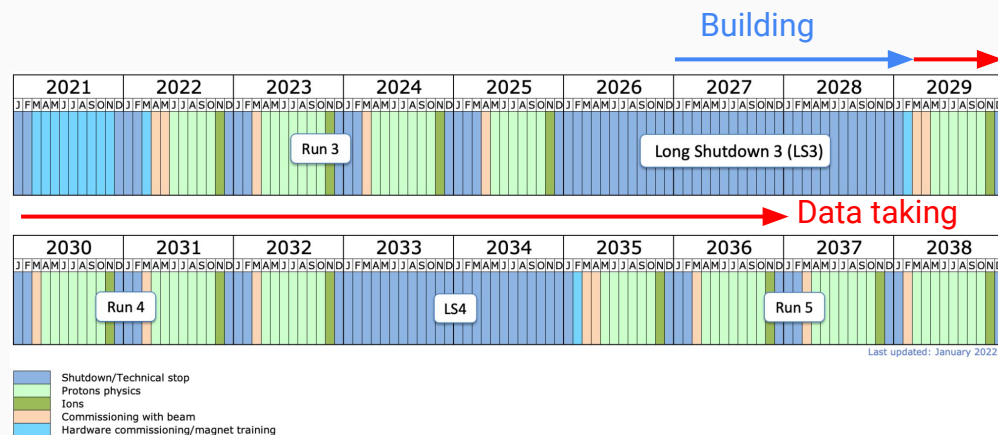 Building
2021 2022 2023 2024 2025 2026 2027 2028 2029
J F M A M J J A S O N D J F M A M J J A S O N D J F M A M J J A S O N D J F M A M J J A S O N D J F M A M J J A S O N D J F M A M J J A S O N D J F M A M J J A S O N D J F M A M J J A S O N D J F M A M J J A S O N D
Run 3
Long Shutdown 3 (LS3)
Data taking
2030 2031 2032 2033 2034 2035 2036 2037 2038
J F M A M J J A S O N D J F M A M J J A S O N D J F M A M J J A S O N D J F M A M J J A S O N D J F M A M J J A S O N D J F M A M J J A S O N D J F M A M J J A S O N D J F M A M J J A S O N D J F M A M J J A S O N D
Run 4
LS4
Run 5
Last updated: January 2022
Shutdown/Technical stop
Protons physics
Ions
Commissioning with beam
Hardware commissioning/magnet training